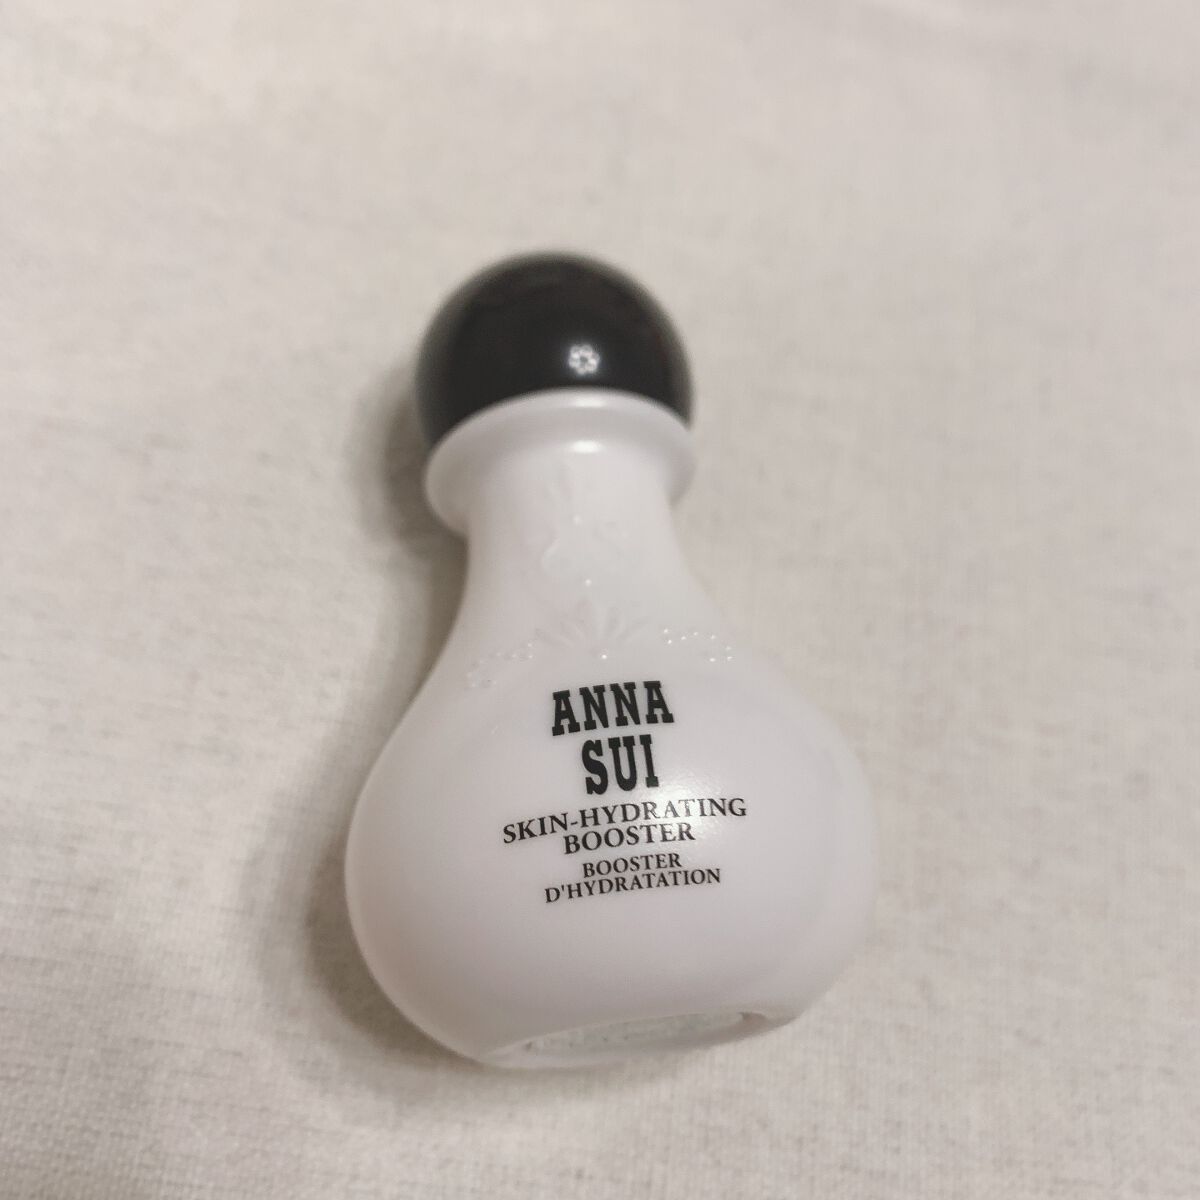 ANNA
SUI
SKIN-HYDRATING
BOOSTER
BOOSTER
D'HYDRATATION